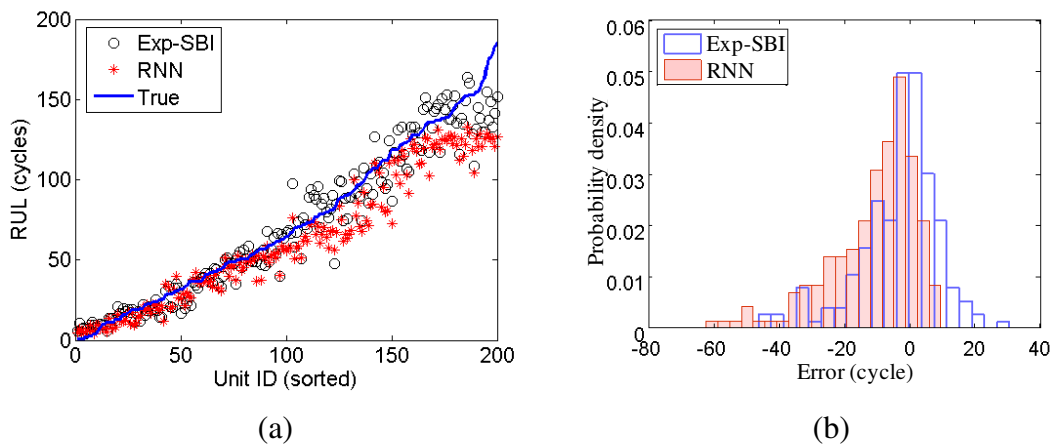 200
150
100
50
0
RUL (cycles)
Exp-SBI
RNN
True
0 50 100 150 200
Unit ID (sorted)
(a)
0.06
0.05
0.04
0.03
0.02
0.01
0
Probability density
Exp-SBI
RNN
-80 -60 -40 -20 0 20 40
Error (cycle)
(b)